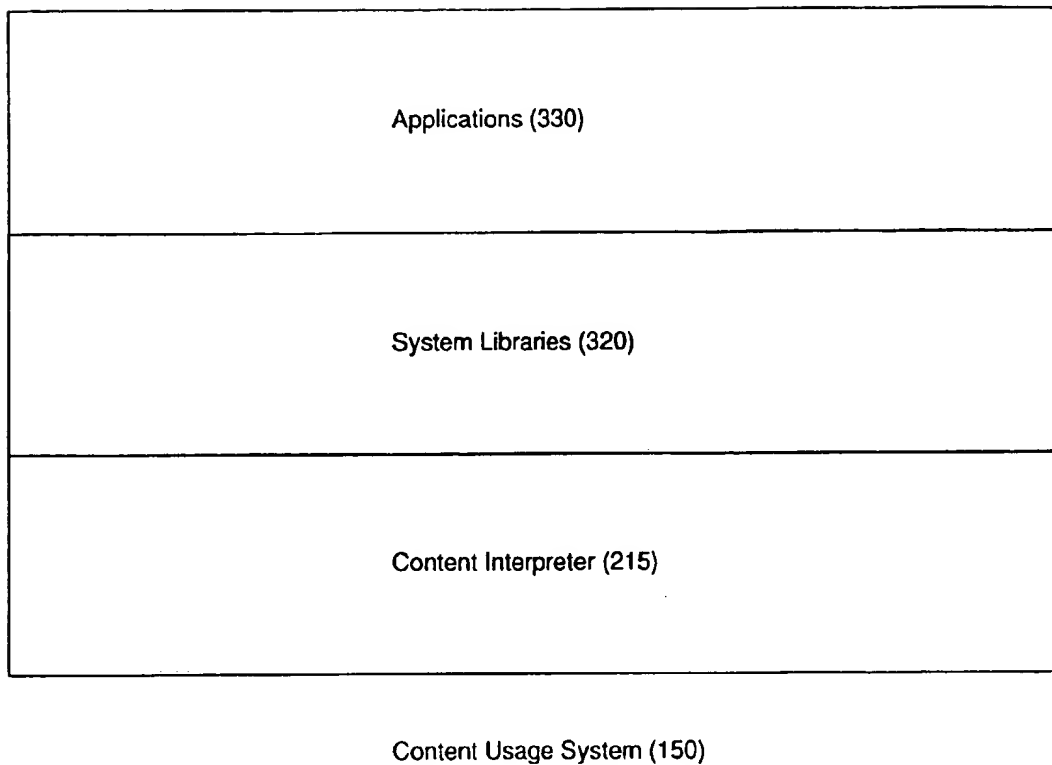 Applications (330)
System Libraries (320)
Content Interpreter (215)
Content Usage System (150)